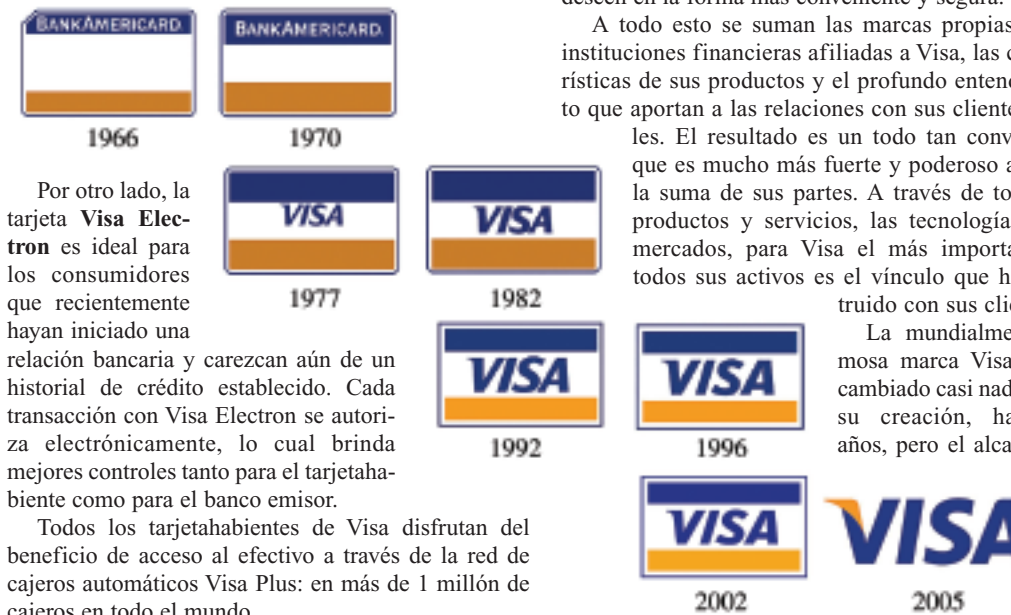 BANKAMERICARD.
1966
BANKAMERICARD.
1970
Por otro lado, la
tarjeta Visa Elec-
tron es ideal para
los consumidores
que recientemente
hayan iniciado una
relación bancaria y carezcan aún de un
historial de crédito establecido. Cada
transacción con Visa Electron se autori-
za electrónicamente, lo cual brinda
mejores controles tanto para el tarjetaha-
biente como para el banco emisor.
Todos los tarjetahabientes de Visa disfrutan del
beneficio de acceso al efectivo a través de la red de
cajeros automáticos Visa Plus: en más de 1 millón de
cajeros en todo el mundo.
VISA
1977
VISA
1982
VISA
1992
VISA
1996
VISA
2002
VISA
2005
deseen en la forma más conveniente y segura.
A todo esto se suman las marcas propias
instituciones financieras afiliadas a Visa, las c
rísticas de sus productos y el profundo enten
to que aportan a las relaciones con sus cliente
les. El resultado es un todo tan conv
que es mucho más fuerte y poderoso a
la suma de sus partes. A través de to
productos y servicios, las tecnología
mercados, para Visa el más importa
todos sus activos es el vínculo que h
truido con sus clie
La mundialme
mosa marca Visa
cambiado casi nad
su creación, ha
años, pero el alca